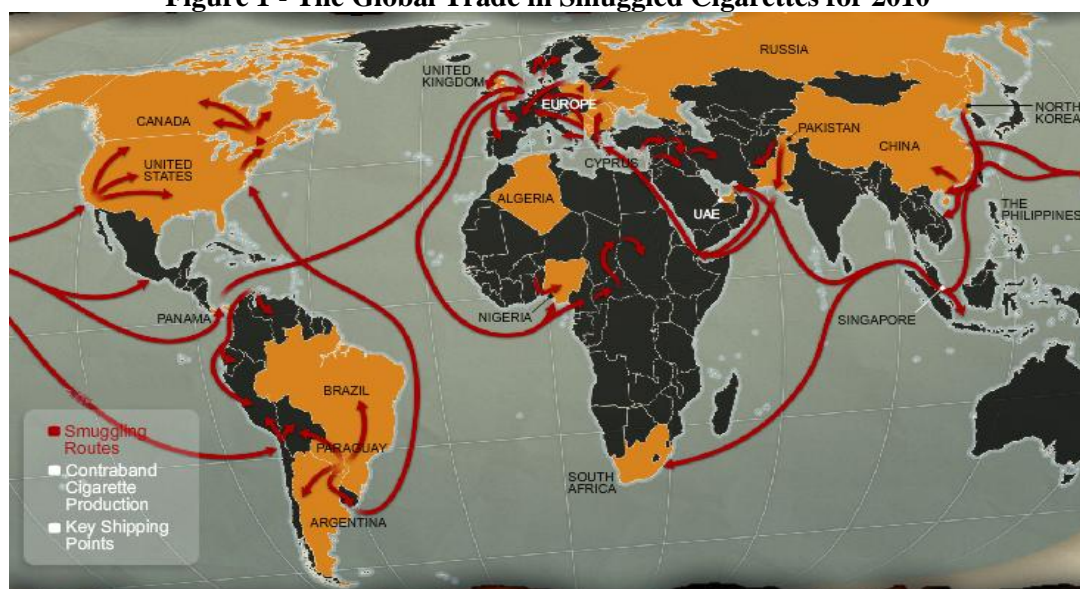 Figure 1 - The Global Trade in Smuggled Cigarettes for 2010
RUSSIA
UNITED
KINGDOM
EUROPE
NORTH
KOREA
CANADA
PAKISTAN
CHINA
UNITED
STATES
CYPRUS
ALGERIA
UAE
THE
PHILIPPINES
PANAMA
NIGERIA
SINGAPORE
BRAZIL
Smuggling
Routes
PARAGUAY
Contraband
Cigarette
Production
SOUTH
AFRICA
ARGENTINA
Key Shipping
Points